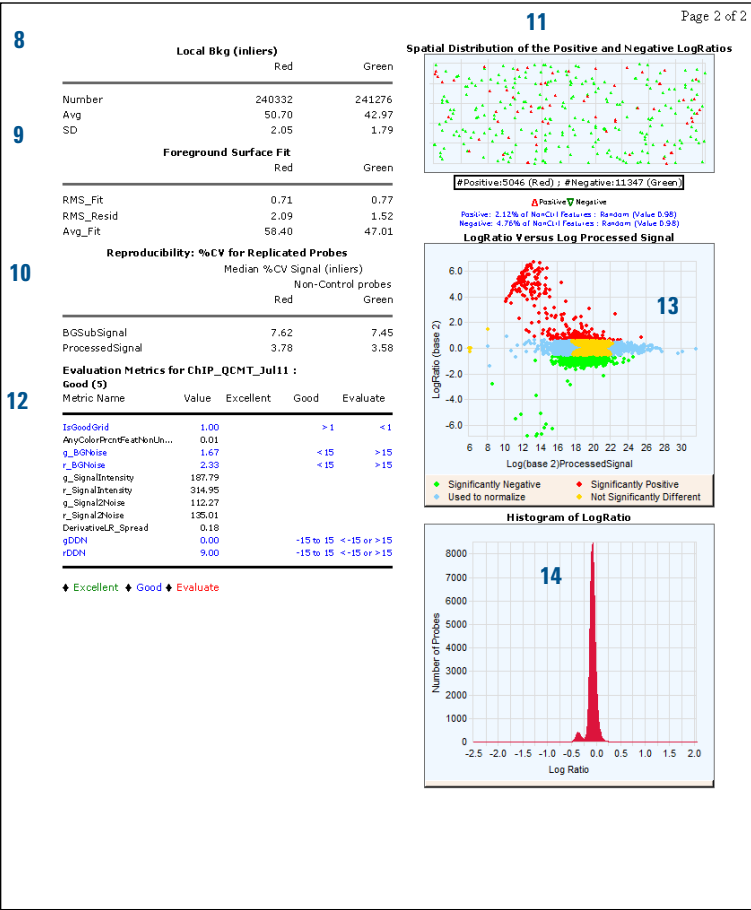 Page 2 of 2
8
Local Bkg (inliers)
Red Green
Number 240332 241276
Avg 50.70 42.97
SD 2.05 1.79
9
Foreground Surface Fit
Red Green
RMS_Fit 0.71 0.77
RMS_Resid 2.09 1.52
Avg_Fit 58.40 47.01
10
Reproducibility: %CV for Replicated Probes
Median %CV Signal (inliers)
Non-Control probes
Red Green
BGSubSignal 7.62 7.45
ProcessedSignal 3.78 3.58
12
Evaluation Metrics for ChIP_QCMT_Jul11 :
Good (5)
Metric Name Value Excellent Good Evaluate
IsGoodGrid 1.00 >1 <1
AnyColorPrcntFeatNonUn... 0.01
g_BGNoise 1.67 <15 >15
r_BGNoise 2.33 <15 >15
g_SignalIntensity 187.79
r_SignalIntensity 314.95
g_Signal2Noise 112.27
r_Signal2Noise 135.01
DerivativeLR_Spread 0.18
gDDN 0.00 -15 to 15 <-15 or >15
rDDN 9.00 -15 to 15 <-15 or >15
♦ Excellent ♦ Good ♦ Evaluate
11
Spatial Distribution of the Positive and Negative LogRatios
#Positive:5046 (Red) ; #Negative:11347 (Green)
Positive Negative
Positive: 2.12% of NonCtrl Features : Random (Value 0.98)
Negative: 4.76% of NonCtrl Features : Random (Value 0.98)
LogRatio Versus Log Processed Signal
13
LogRatio (base 2)
6.0
4.0
2.0
0.0
-2.0
-4.0
-6.0
6 8 10 12 14 16 18 20 22 24 26 28 30
Log(base 2)ProcessedSignal
Significantly Negative Significantly Positive
Used to normalize Not Significantly Different
Histogram of LogRatio
14
Number of Probes
8000
7000
6000
5000
4000
3000
2000
1000
0
-2.5 -2.0 -1.5 -1.0 -0.5 0.0 0.5 1.0 1.5 2.0
Log Ratio